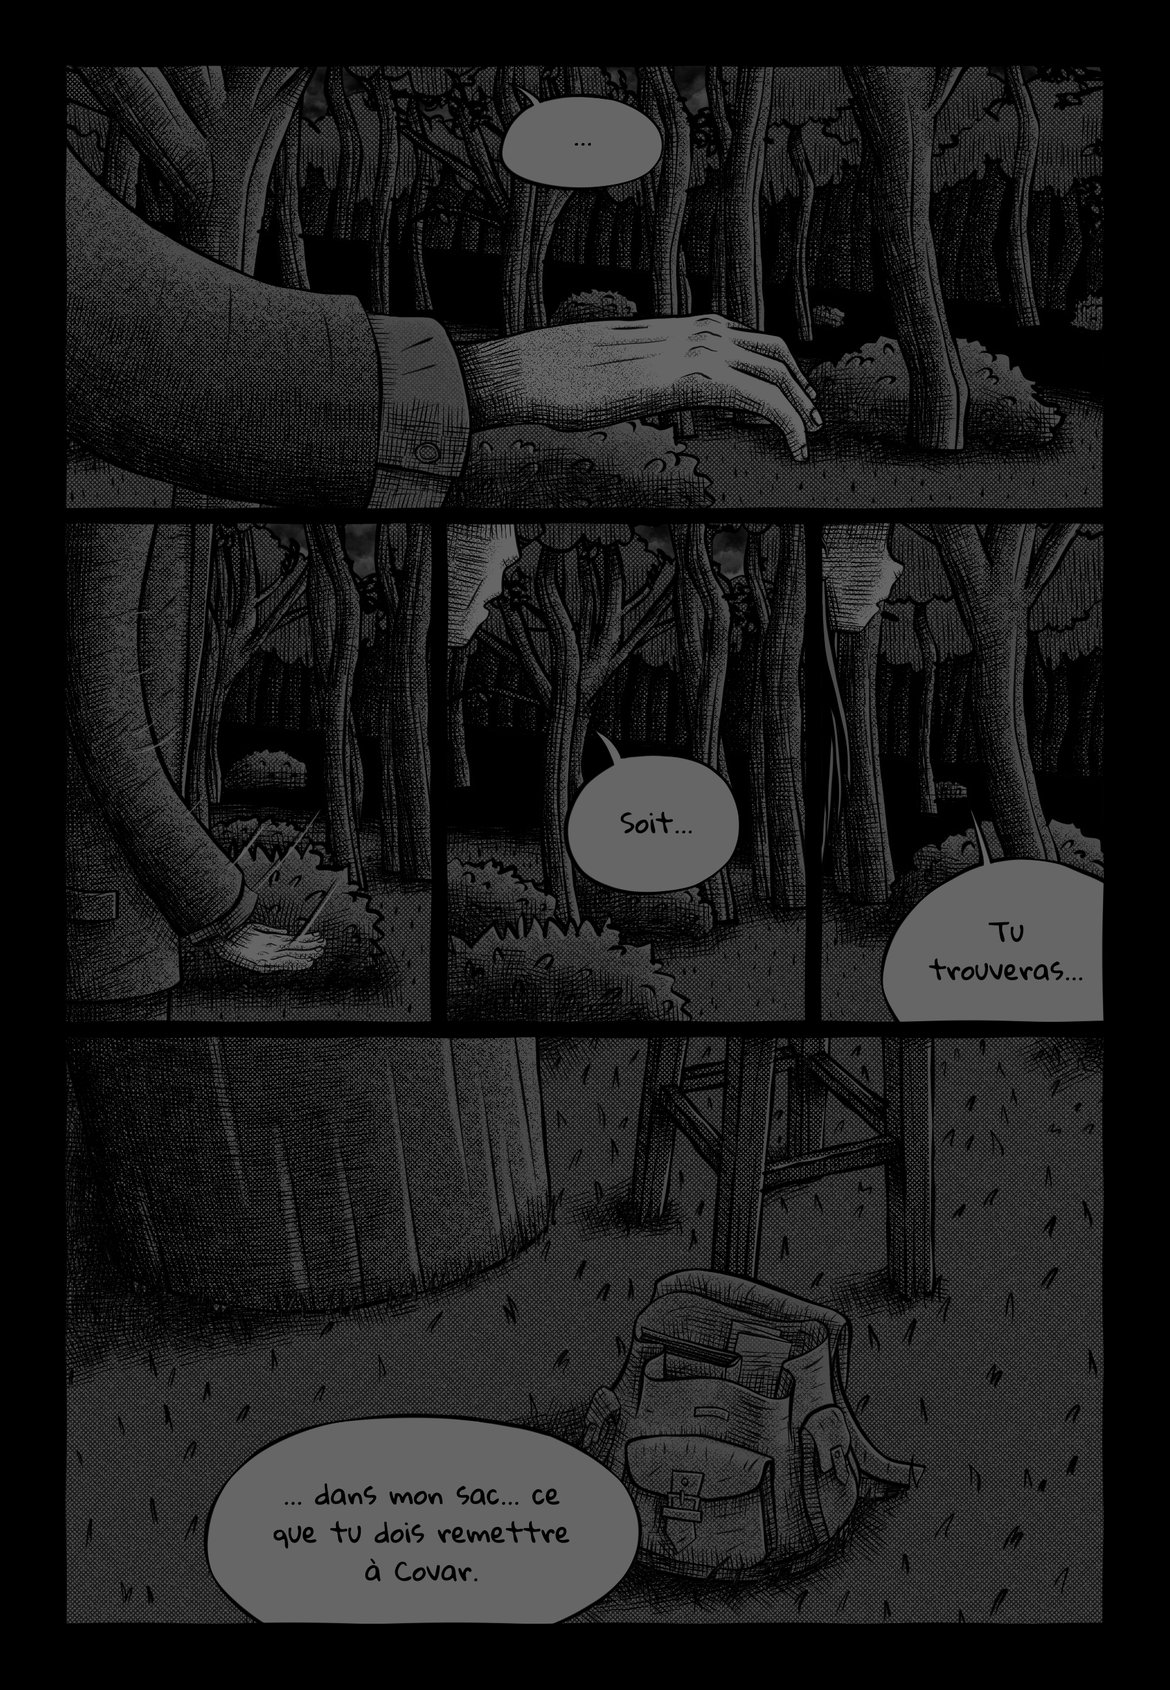 ...
Soit...
Tu
trouveras...
... dans mon sac... ce
que tu dois remettre
à Covar.